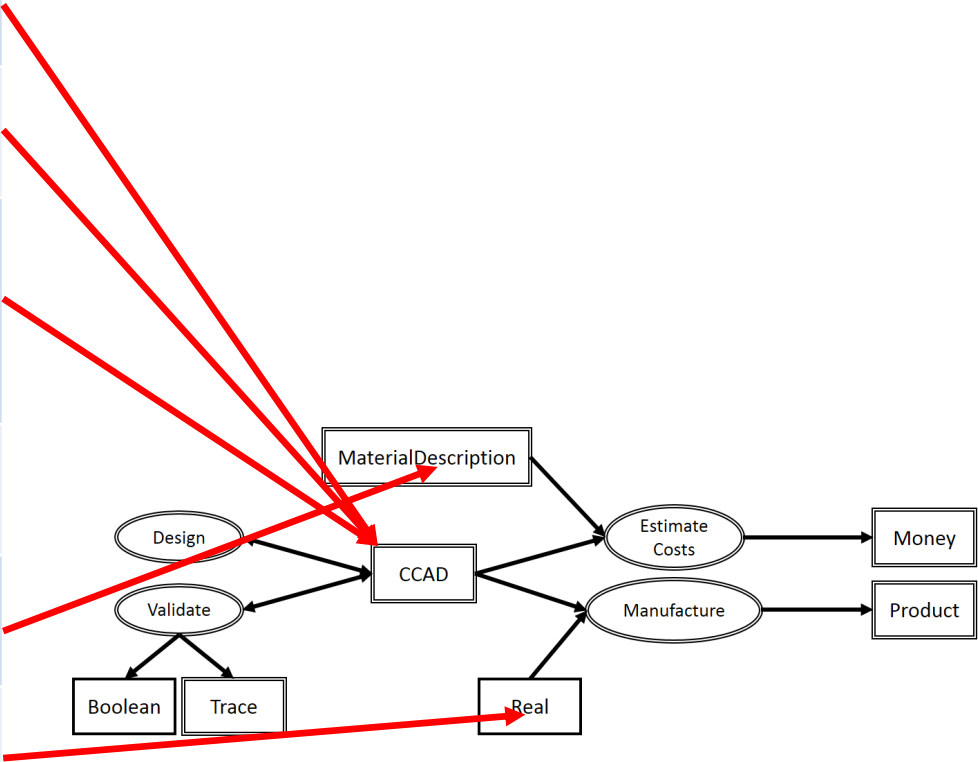 MaterialDescription
Design
Estimate
Costs
Money
CCAD
Validate
Manufacture
Product
Boolean
Trace
Real